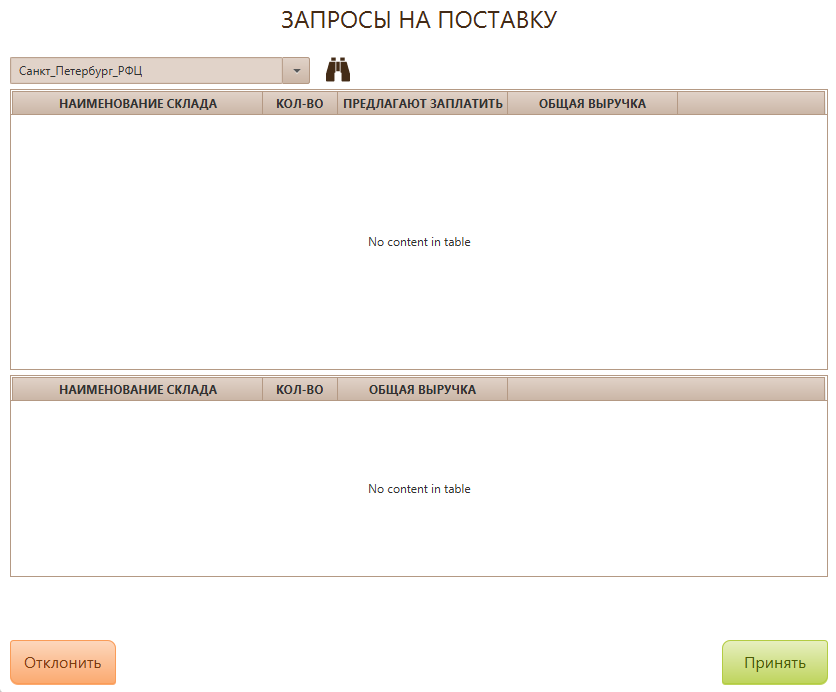 ЗАПРОСЫ НА ПОСТАВКУ
Санкт_Петербург_РФЦ
НАИМЕНОВАНИЕ СКЛАДА КОЛ-ВО ПРЕДЛАГАЮТ ЗАПЛАТИТЬ ОБЩАЯ ВЫРУЧКА
No content in table
НАИМЕНОВАНИЕ СКЛАДА КОЛ-ВО ОБЩАЯ ВЫРУЧКА
No content in table
Отклонить Принять